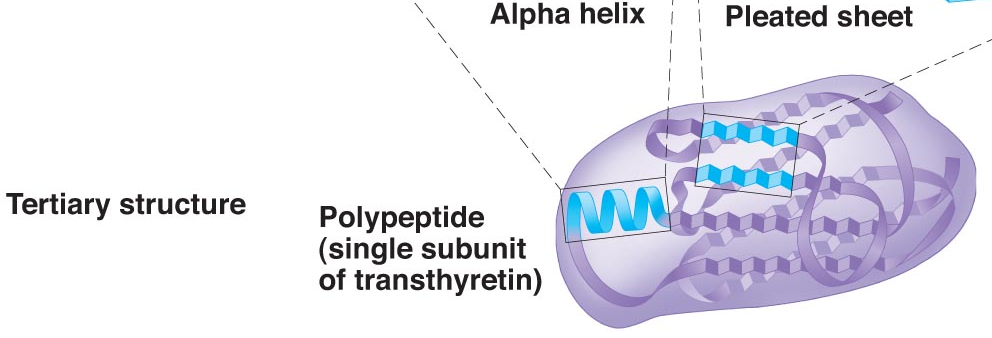 Alpha helix
Pleated sheet
Tertiary structure
Polypeptide
(single subunit
of transthyretin)